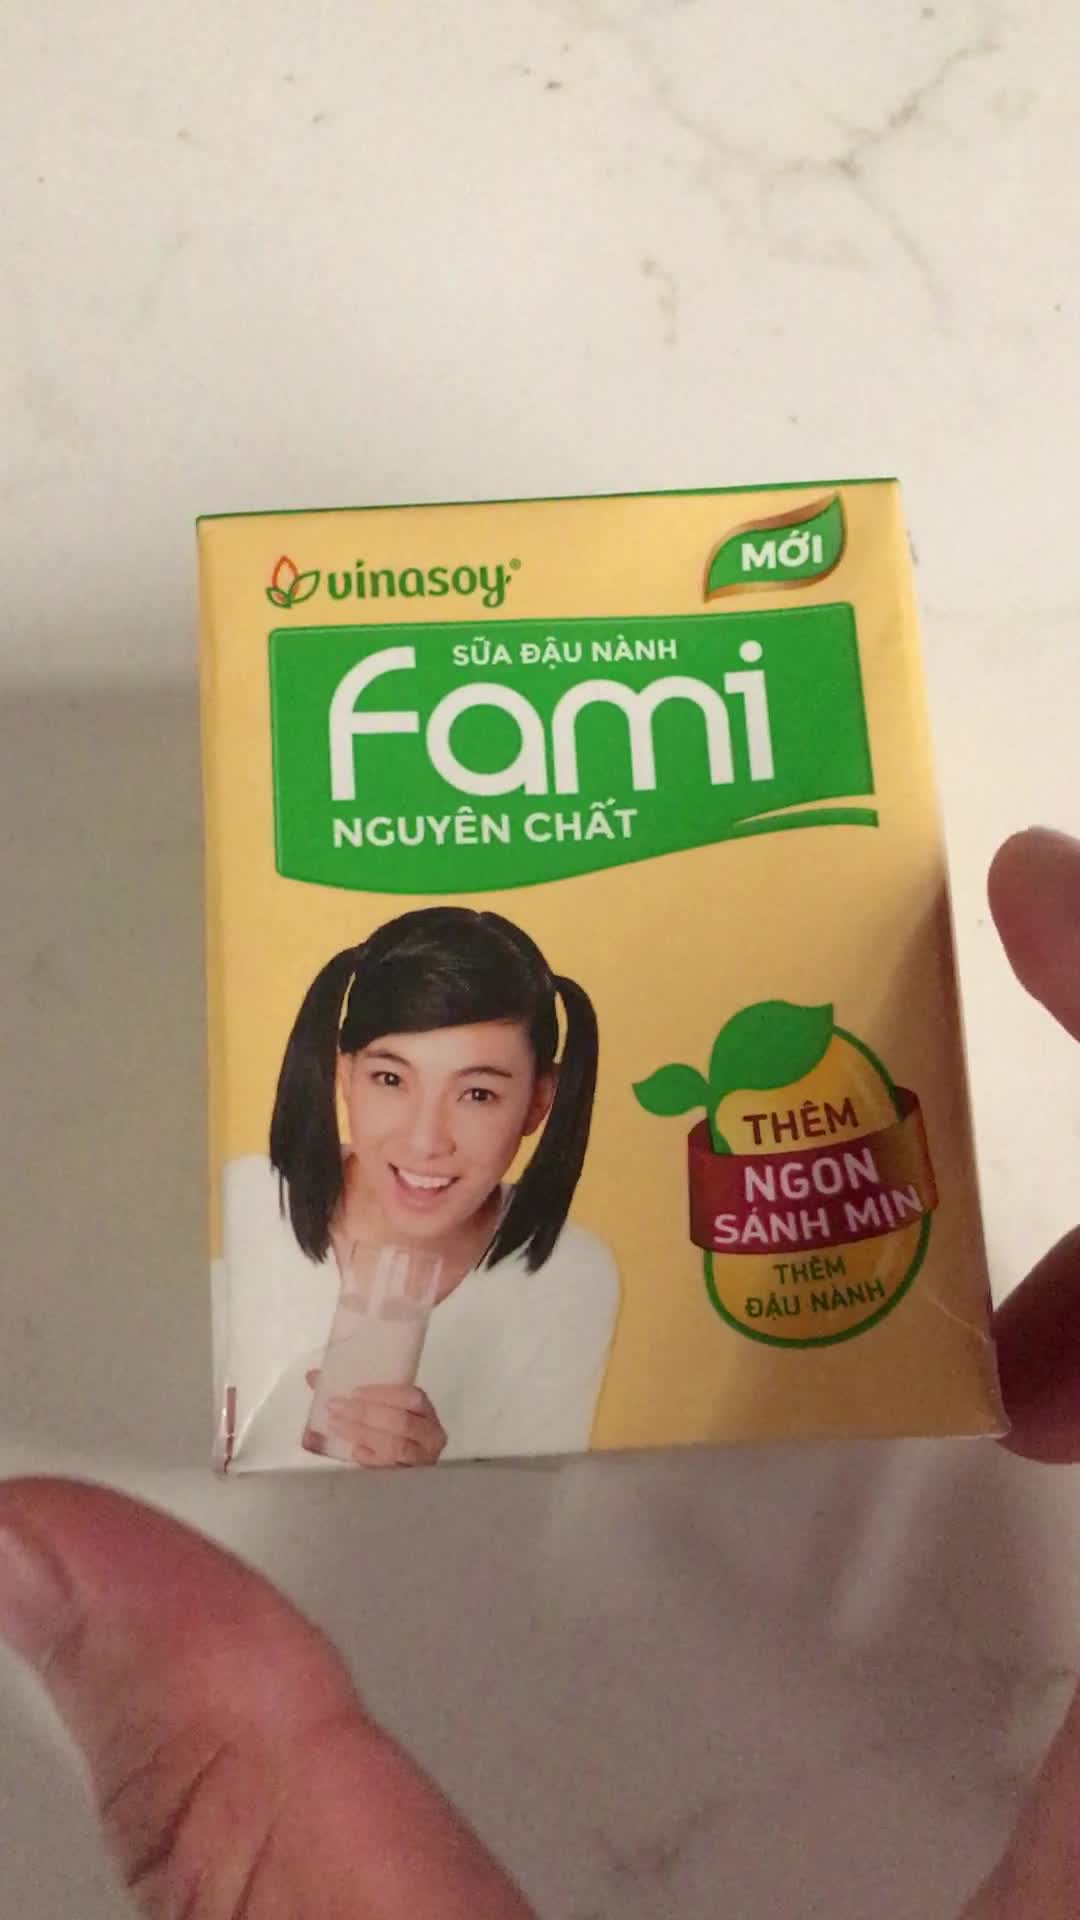 vinasoy®
MỚI
SỮA ĐẬU NÀNH
Fami
NGUYÊN CHẤT
THÊM
NGON
SÁNH MỊN
THÊM
ĐẬU NÀNH